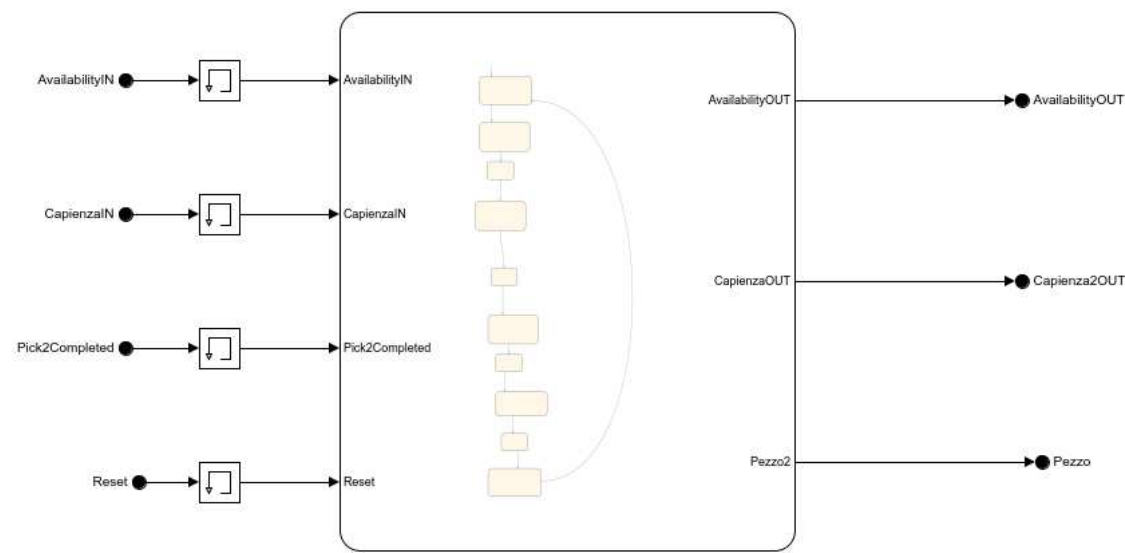 AvailabilityIN
AvailabilityIN
AvailabilityOUT
AvailabilityOUT
CapienzaIN
CapienzaIN
CapienzaOUT
Capienza2OUT
Pick2Completed
Pick2Completed
Pezzo2
Pezzo
Reset
Reset